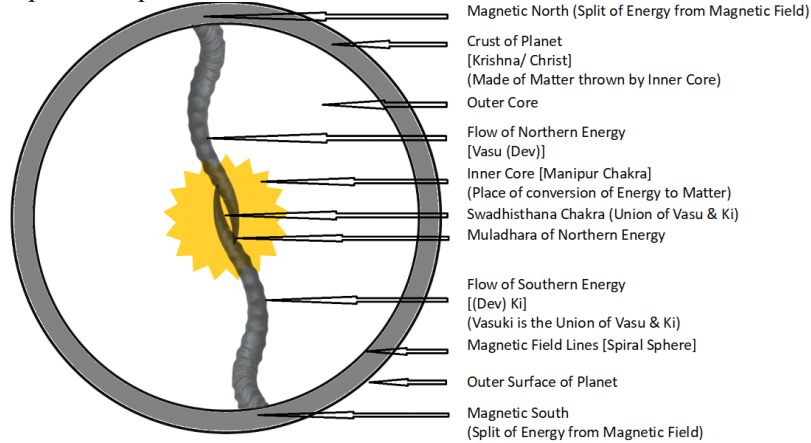 Magnetic North (Split of Energy from Magnetic Field)
Crust of Planet
[Krishna/ Christ]
(Made of Matter thrown by Inner Core)
Outer Core
Flow of Northern Energy
[Vasu (Dev)]
Inner Core [Manipur Chakra]
(Place of conversion of Energy to Matter)
Swadhisthana Chakra (Union of Vasu & Ki)
Muladhara of Northern Energy
Flow of Southern Energy
[(Dev) Ki]
(Vasuki is the Union of Vasu & Ki)
Magnetic Field Lines [Spiral Sphere]
Outer Surface of Planet
Magnetic South
(Split of Energy from Magnetic Field)